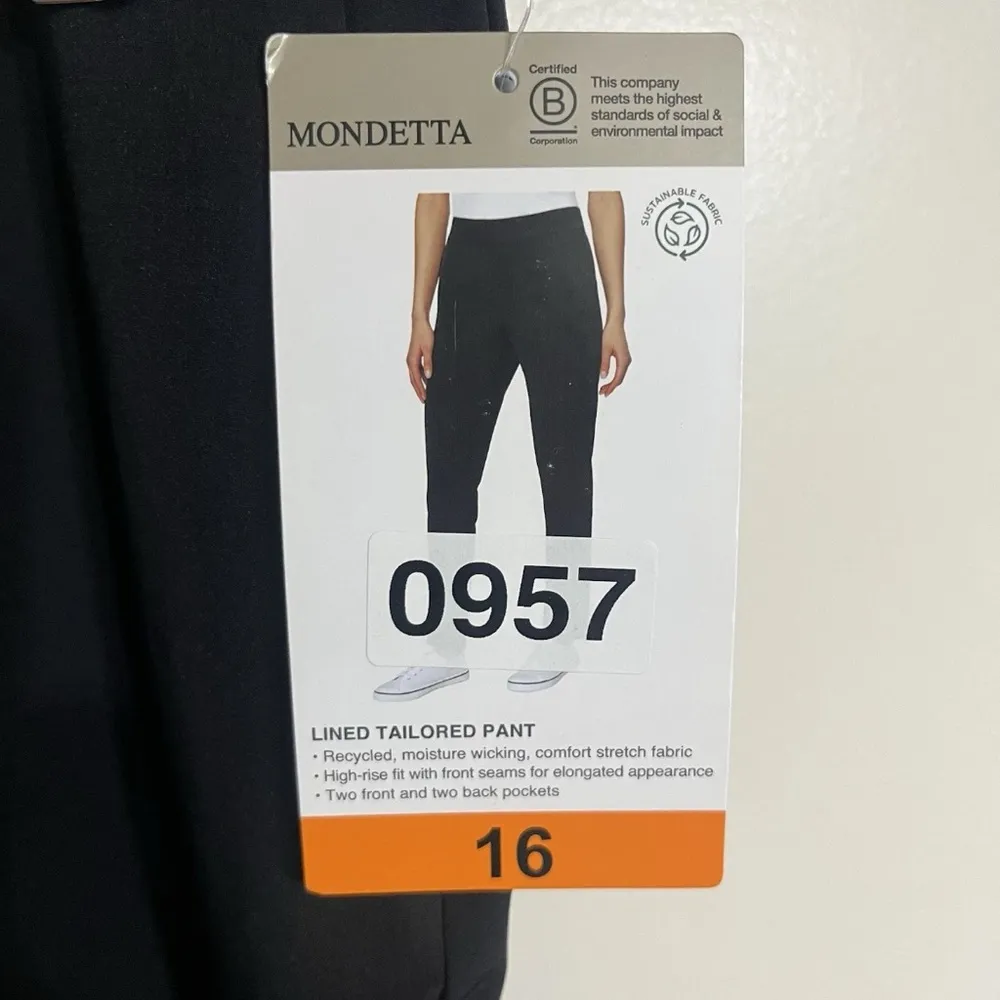 MONDETTA
Certified
B
Corporation
This company
meets the highest
standards of social &
environmental impact
SUSTAINABLE FABRIC
0957
LINED TAILORED PANT
• Recycled, moisture wicking, comfort stretch fabric
• High-rise fit with front seams for elongated appearance
• Two front and two back pockets
16